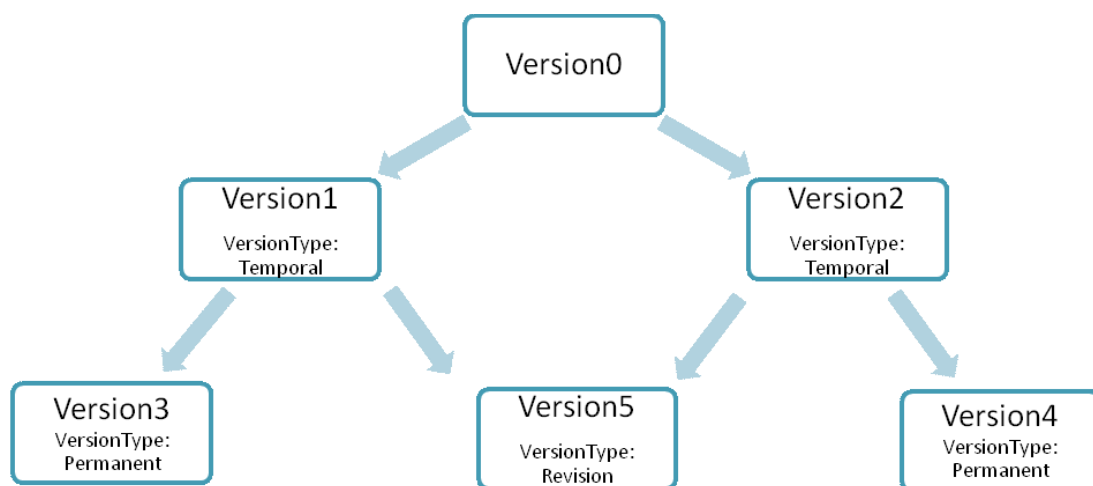 Version0
Version1
VersionType:
Temporal
Version2
VersionType:
Temporal
Version3
VersionType:
Permanent
Version5
VersionType:
Revision
Version4
VersionType:
Permanent